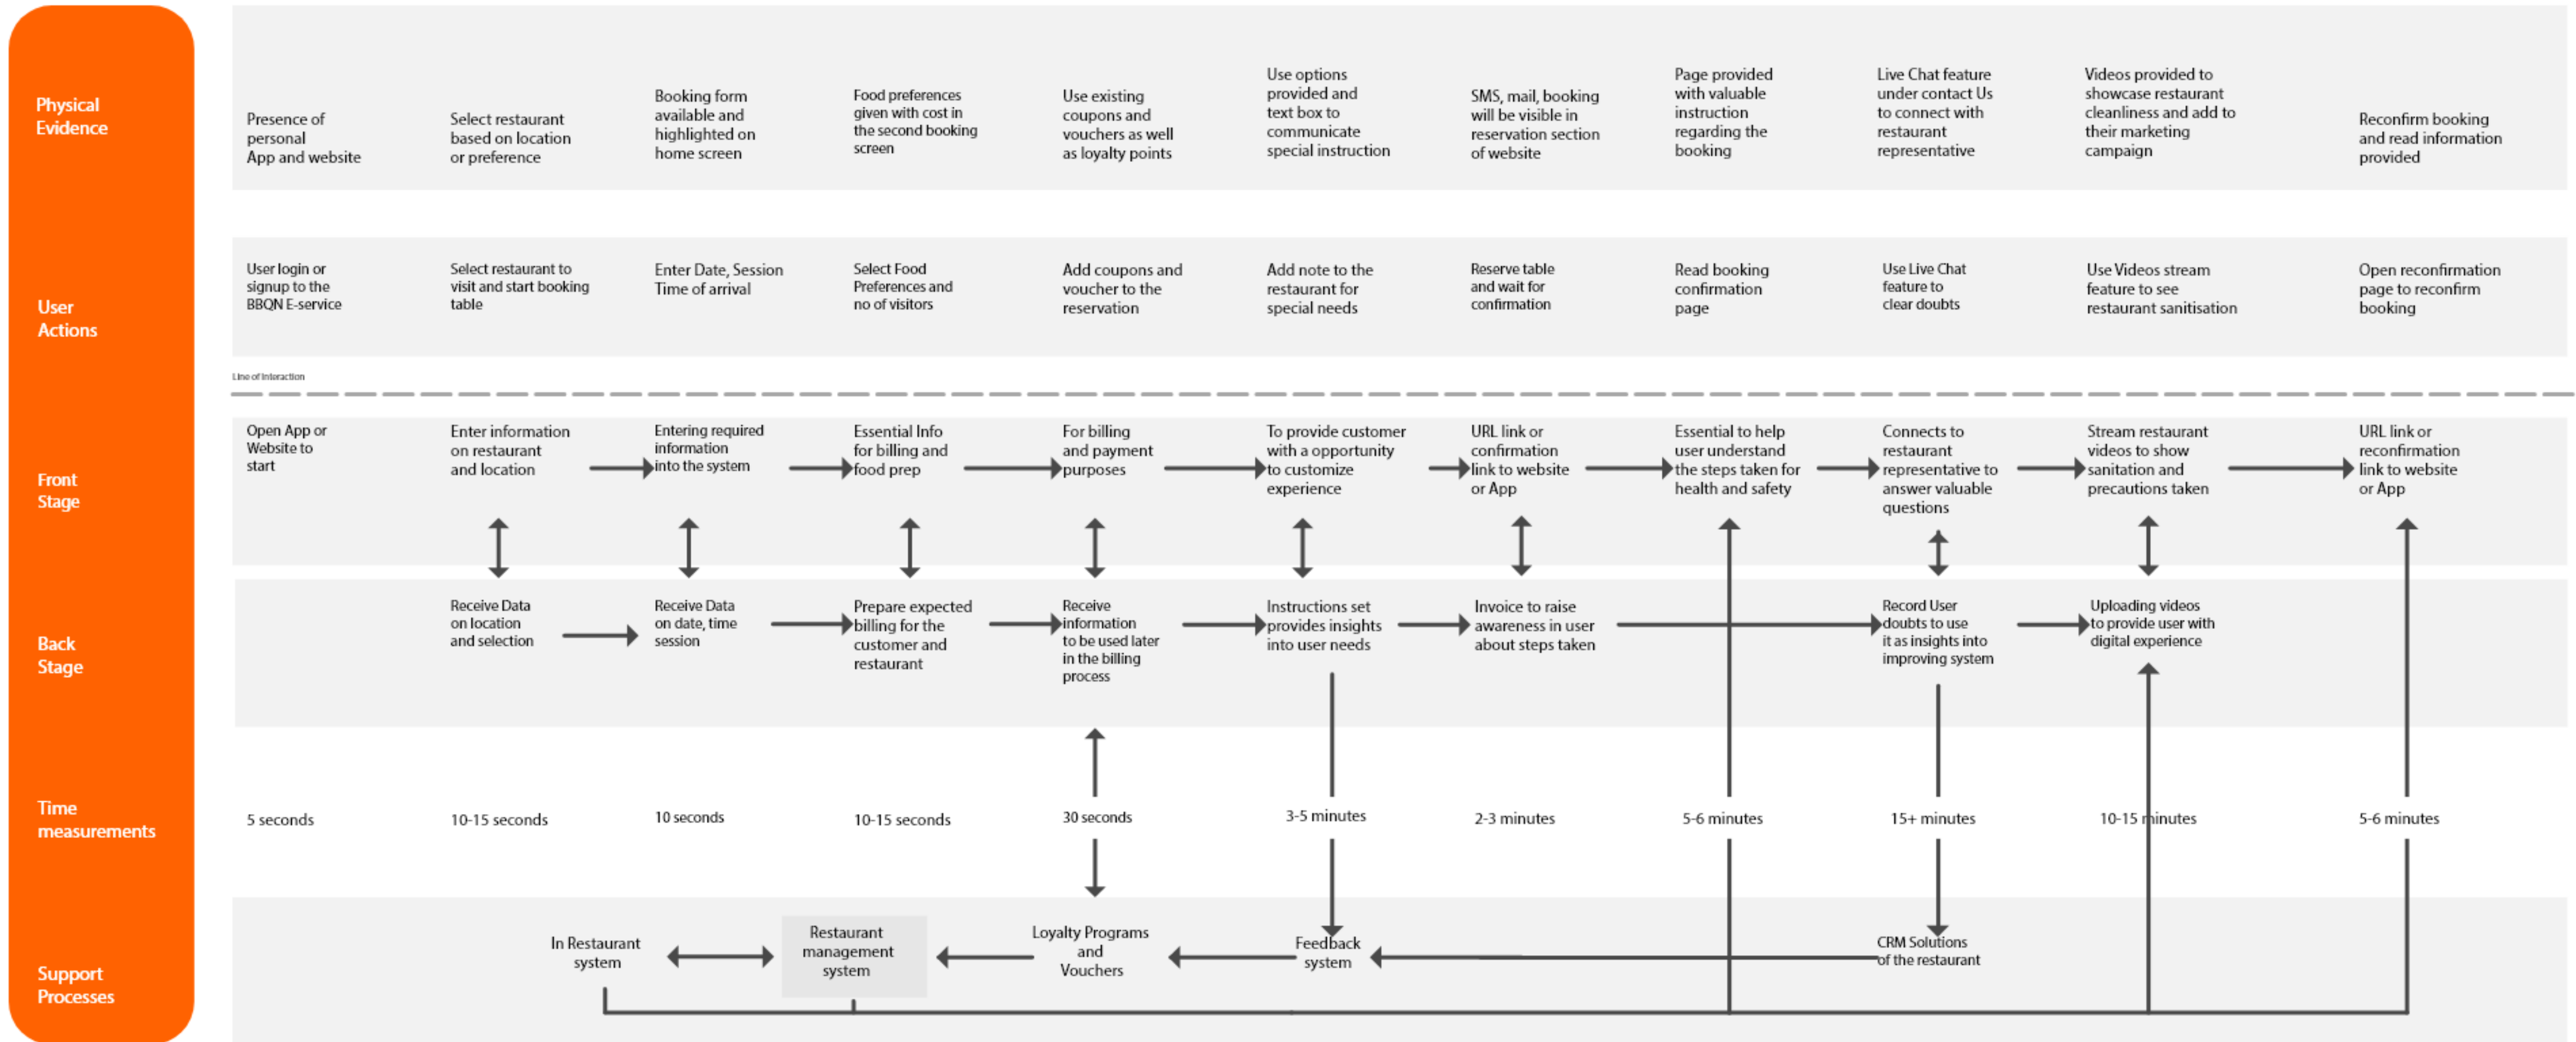 Physical
Evidence
Presence of
personal
App and website
Select restaurant
based on location
or preference
Booking form
available and
highlighted on
home screen
Food preferences
given with cost in
the second booking
screen
Use existing
coupons and
vouchers as well
as loyalty points
Use options
provided and
text box to
communicate
special instruction
SMS, mail, booking
will be visible in
reservation section
of website
Page provided
with valuable
instruction
regarding the
booking
Live Chat feature
under contact Us
to connect with
restaurant
representative
Videos provided to
showcase restaurant
cleanliness and add to
their marketing
campaign
Reconfirm booking
and read information
provided
User
Actions
User login or
signup to the
BBQN E-service
Select restaurant to
visit and start booking
table
Enter Date, Session
Time of arrival
Select Food
Preferences and
no of visitors
Add coupons and
voucher to the
reservation
Add note to the
restaurant for
special needs
Reserve table
and wait for
confirmation
Read booking
confirmation
page
Use Live Chat
feature to
clear doubts
Use Videos stream
feature to see
restaurant sanitisation
Open reconfirmation
page to reconfirm
booking
Line of Interaction
Front
Stage
Open App or
Website to
start
Enter information
on restaurant
and location
Entering required
information
into the system
Essential Info
for billing and
food prep
For billing
and payment
purposes
To provide customer
with a opportunity
to customize
experience
URL link or
confirmation
link to website
or App
Essential to help
user understand
the steps taken for
health and safety
Connects to
restaurant
representative to
answer valuable
questions
Stream restaurant
videos to show
sanitation and
precautions taken
URL link or
reconfirmation
link to website
or App
Back
Stage
Receive Data
on location
and selection
Receive Data
on date, time
session
Prepare expected
billing for the
customer and
restaurant
Receive
information
to be used later
in the billing
process
Instructions set
provides insights
into user needs
Invoice to raise
awareness in user
about steps taken
Record User
doubts to use
it as insights into
improving system
Uploading videos
to provide user with
digital experience
Time
measurements
5 seconds
10-15 seconds
10 seconds
10-15 seconds
30 seconds
3-5 minutes
2-3 minutes
5-6 minutes
15+ minutes
10-15 minutes
5-6 minutes
Support
Processes
In Restaurant
system
Restaurant
management
system
Loyalty Programs
and
Vouchers
Feedback
system
CRM Solutions
of the restaurant